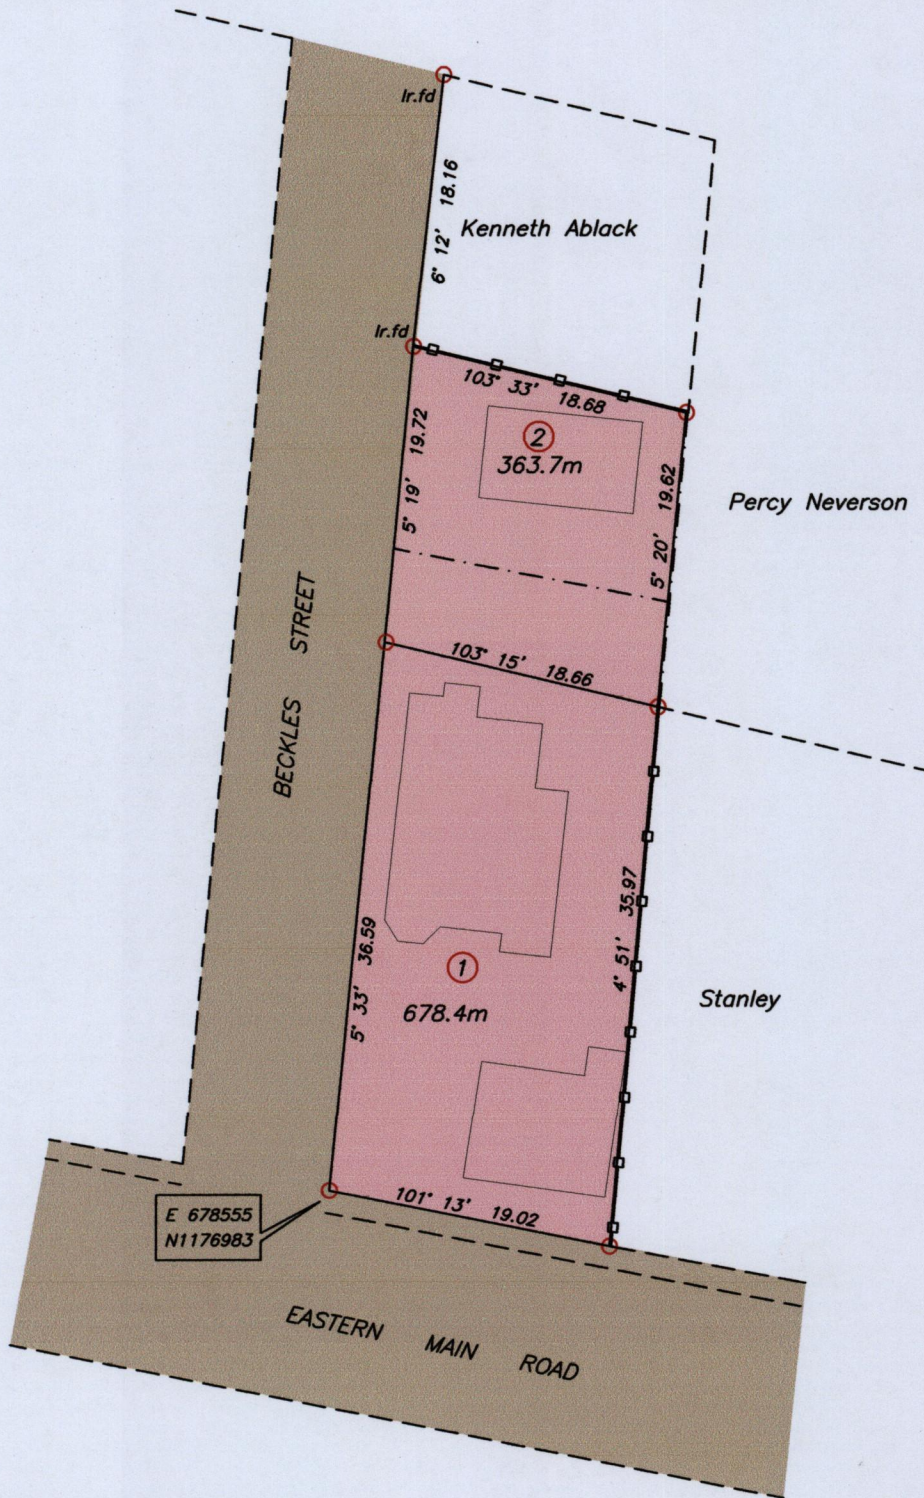 Ir.fd
6° 12' 18.16
Kenneth Ablack
Ir.fd
103° 33' 18.68
2
363.7m
5° 19' 19.72
5° 20' 19.62
Percy Neverson
BECKLES STREET
103° 15' 18.66
5° 33' 36.59
4° 51' 35.97
1
678.4m
Stanley
101° 13' 19.02
E 678555
N1176983
EASTERN MAIN ROAD